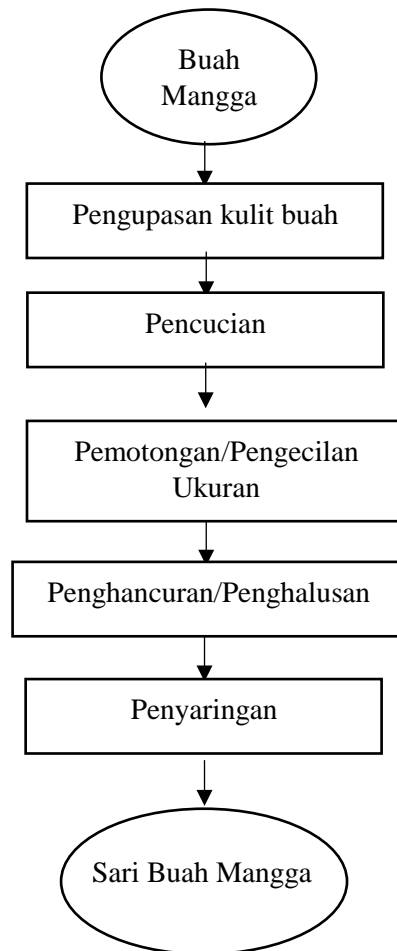 Buah
Mangga
Pengupasan kulit buah
Pencucian
Pemotongan/Pengecilan
Ukuran
Penghancuran/Penghalusan
Penyaringan
Sari Buah Mangga